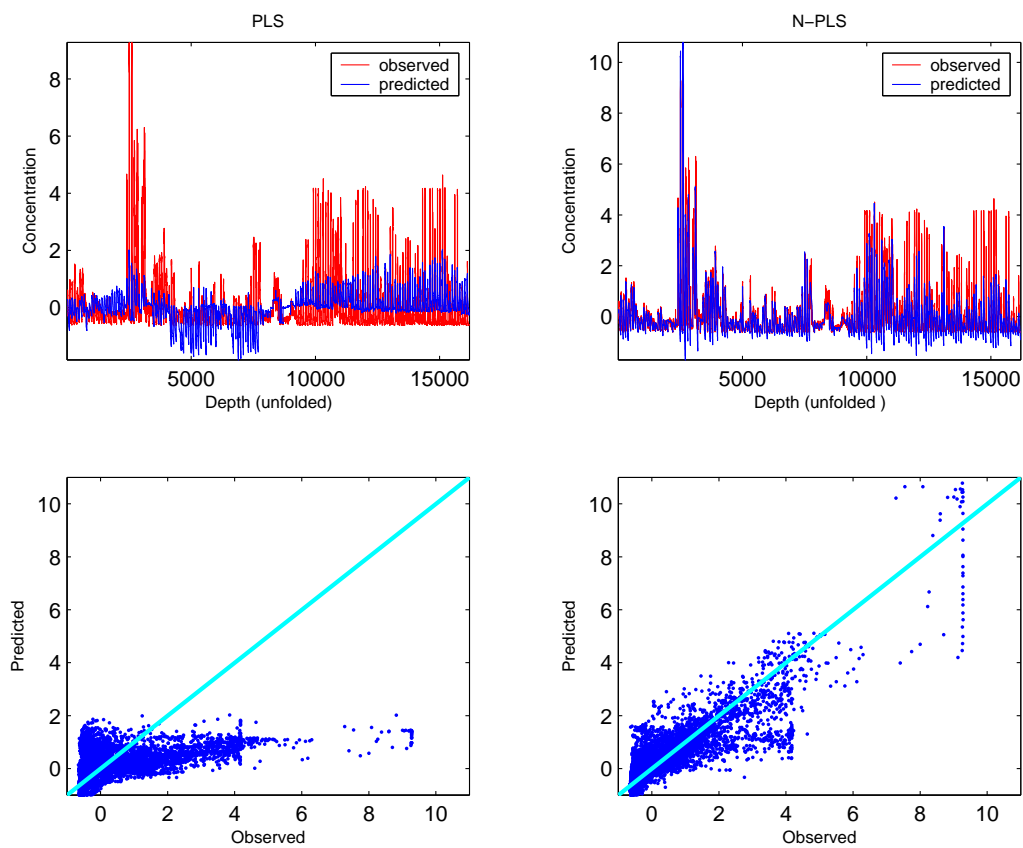 PLS
8
6
4
2
0
Concentration
observed
predicted
5000
10000
15000
Depth (unfolded)
N−PLS
10
8
6
4
2
0
Concentration
observed
predicted
5000
10000
15000
Depth (unfolded )
10
8
6
4
2
0
Predicted
0
2
4
6
8
10
Observed
10
8
6
4
2
0
Predicted
0
2
4
6
8
10
Observed